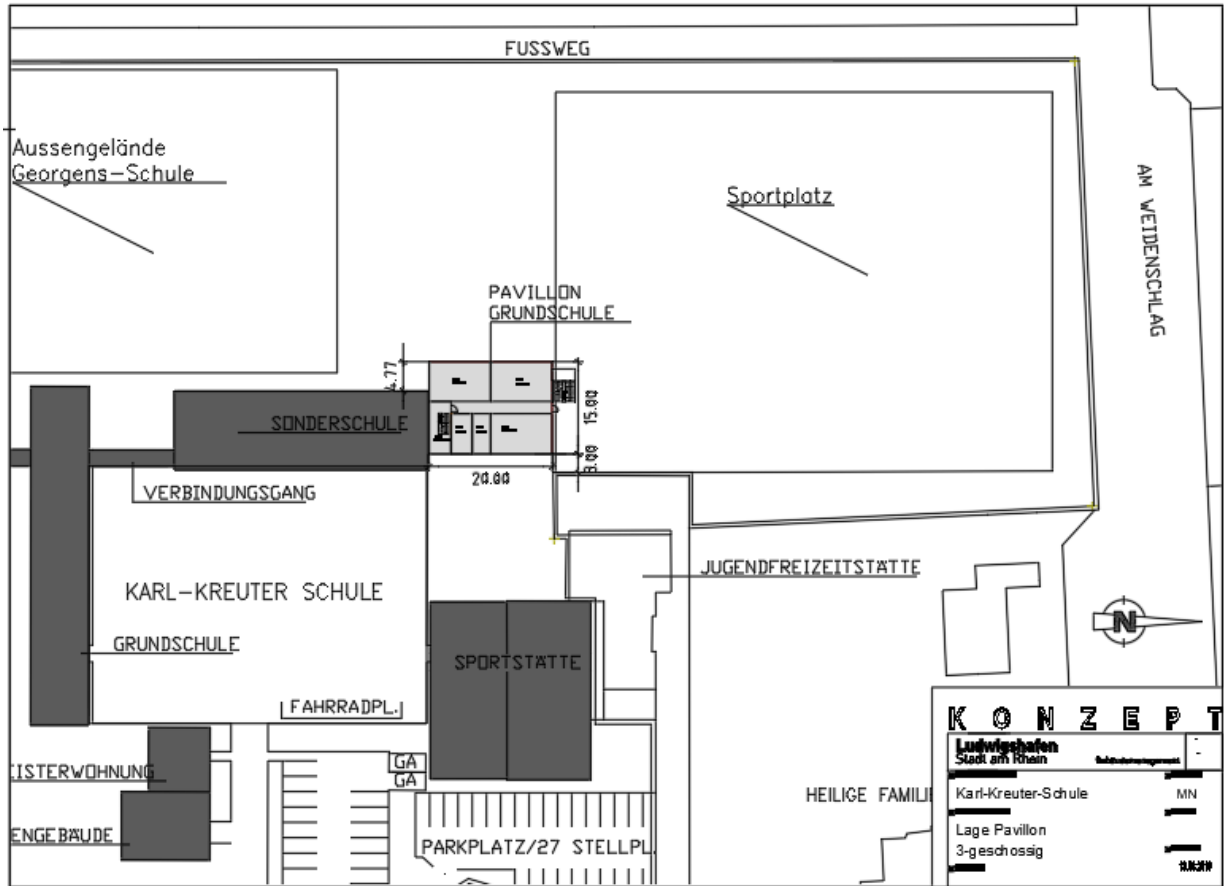 FUSSWEG
Aussengelände
Georgens-Schule
Sportplatz
AM WEIDENSCHLAG
PAVILLON
GRUNDSCHULE
4.77
15.00
3.00
20.00
SONDERSCHULE
VERBINDUNGSGANG
KARL-KREUTER SCHULE
JUGENDFREIZEITSTÄTTE
GRUNDSCHULE
SPORTSTÄTTE
N
FAHRRADPL.
GA
GA
EISTERWOHNUNG
ENGEBÄUDE
PARKPLATZ/27 STELLPL.
HEILIGE FAMILI
KONZEPT
Ludwigshafen
Stadt am Rhein
Karl-Kreuter-Schule
MN
Lage Pavillon
3-geschossig